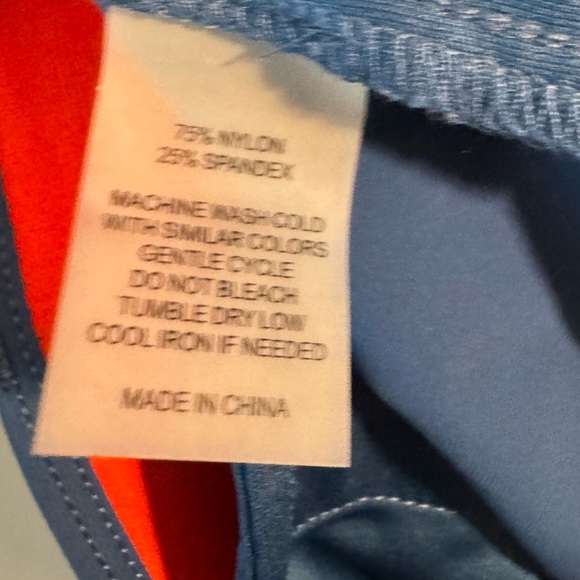 75% NYLON
25% SPANDEX
MACHINE WASH COLD
WITH SIMILAR COLORS
GENTLE CYCLE
DO NOT BLEACH
TUMBLE DRY LOW
COOL IRON IF NEEDED
MADE IN CHINA